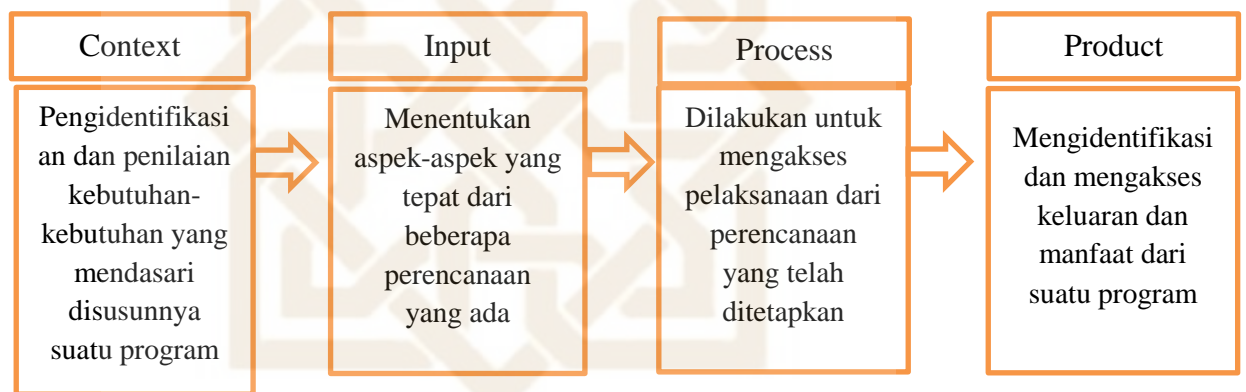 Context
Pengidentifikasi
an dan penilaian
kebutuhan-
kebutuhan yang
mendasari
disusunnya
suatu program
Input
Menentukan
aspek-aspek yang
tepat dari
beberapa
perencanaan
yang ada
Process
Dilakukan untuk
mengakses
pelaksanaan dari
perencanaan
yang telah
ditetapkan
Product
Mengidentifikasi
dan mengakses
keluaran dan
manfaat dari
suatu program